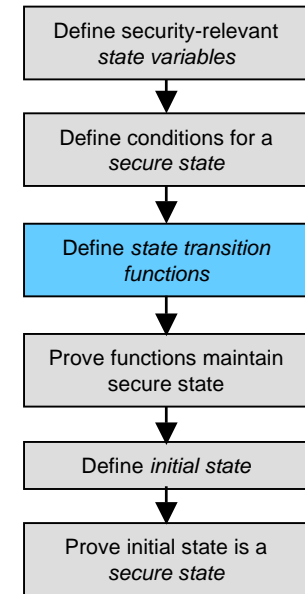 Define security-relevant
state variables
Define conditions for a
secure state
Define state transition
functions
Prove functions maintain
secure state
Define initial state
Prove initial state is a
secure state